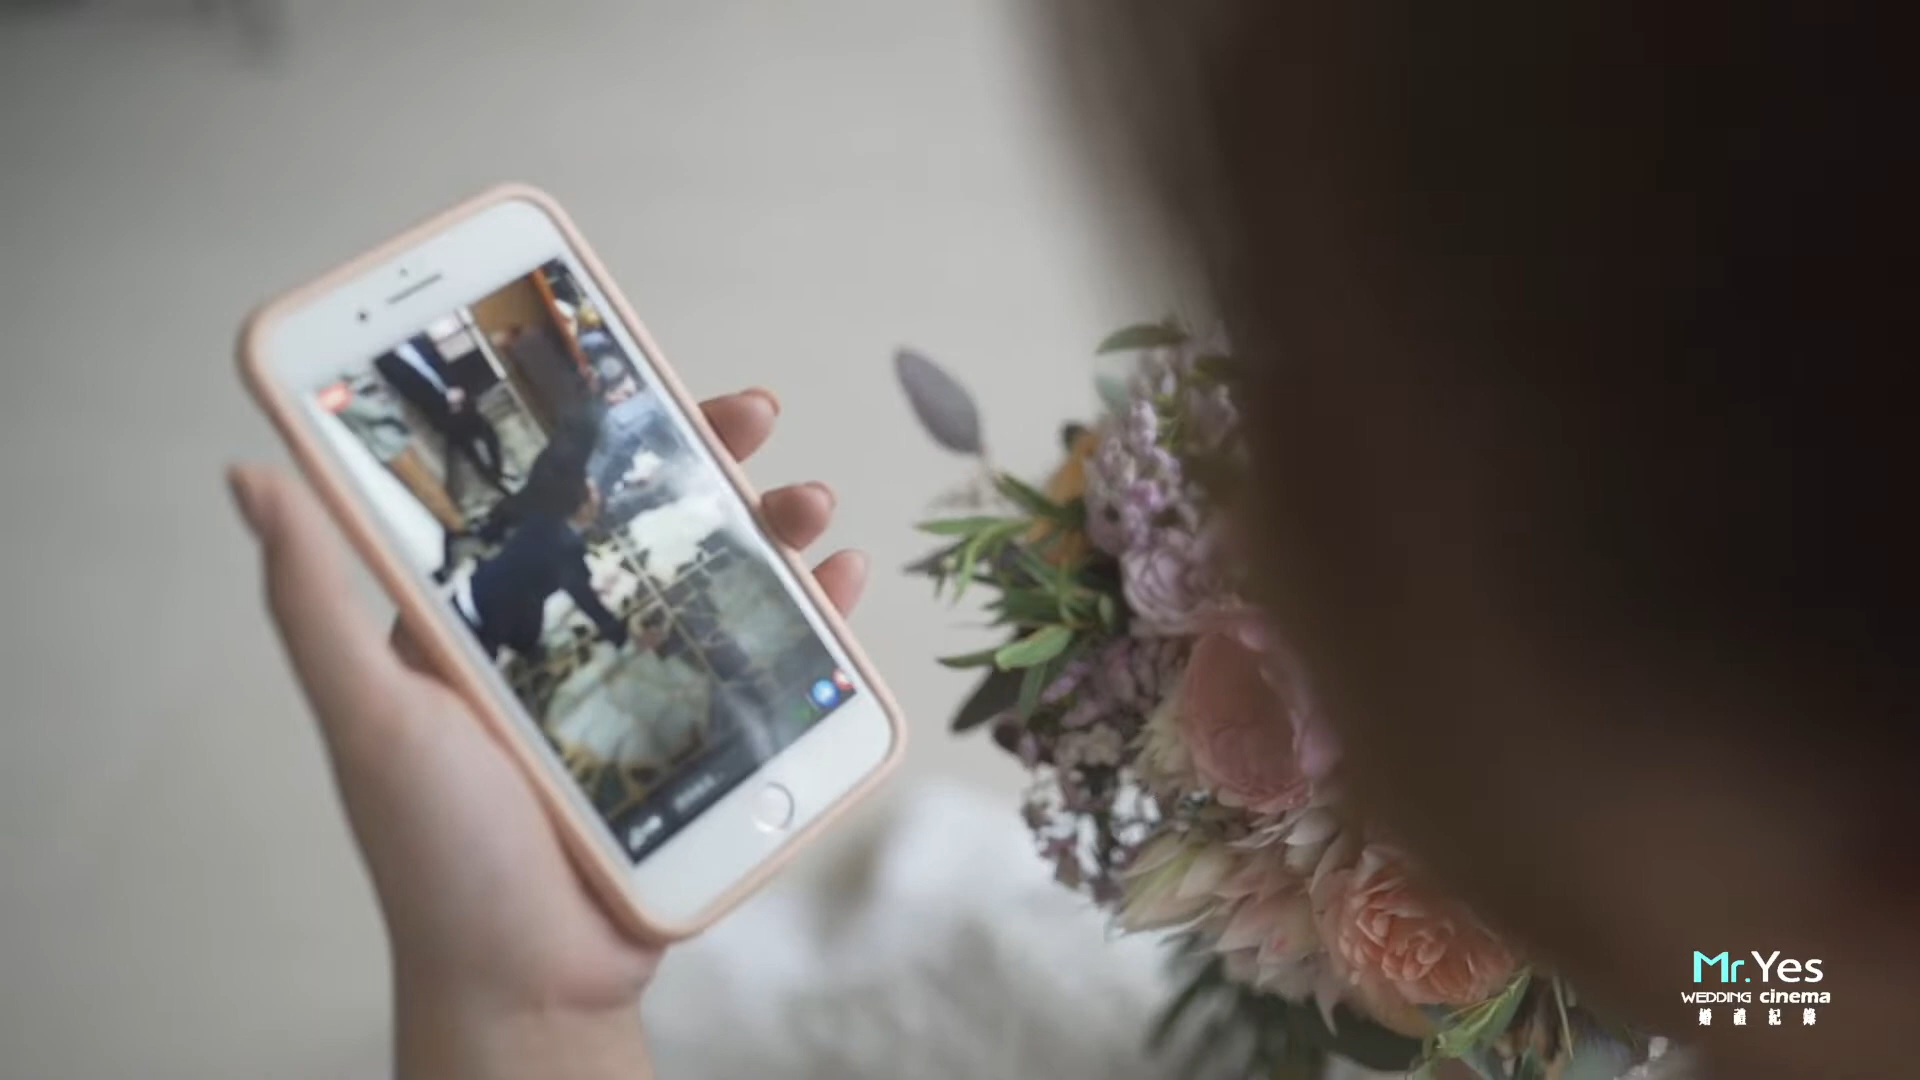 Mr.Yes
WEDDING cinema
婚禮紀錄